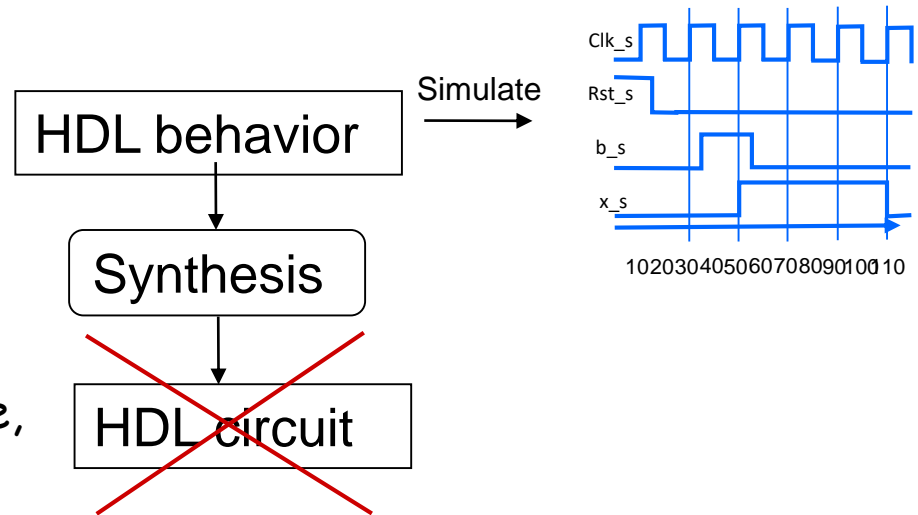 HDL behavior
Simulate
Synthesis
HDL circuit
e,
Clk_s
Rst_s
b_s
x_s
102030405060708090100110